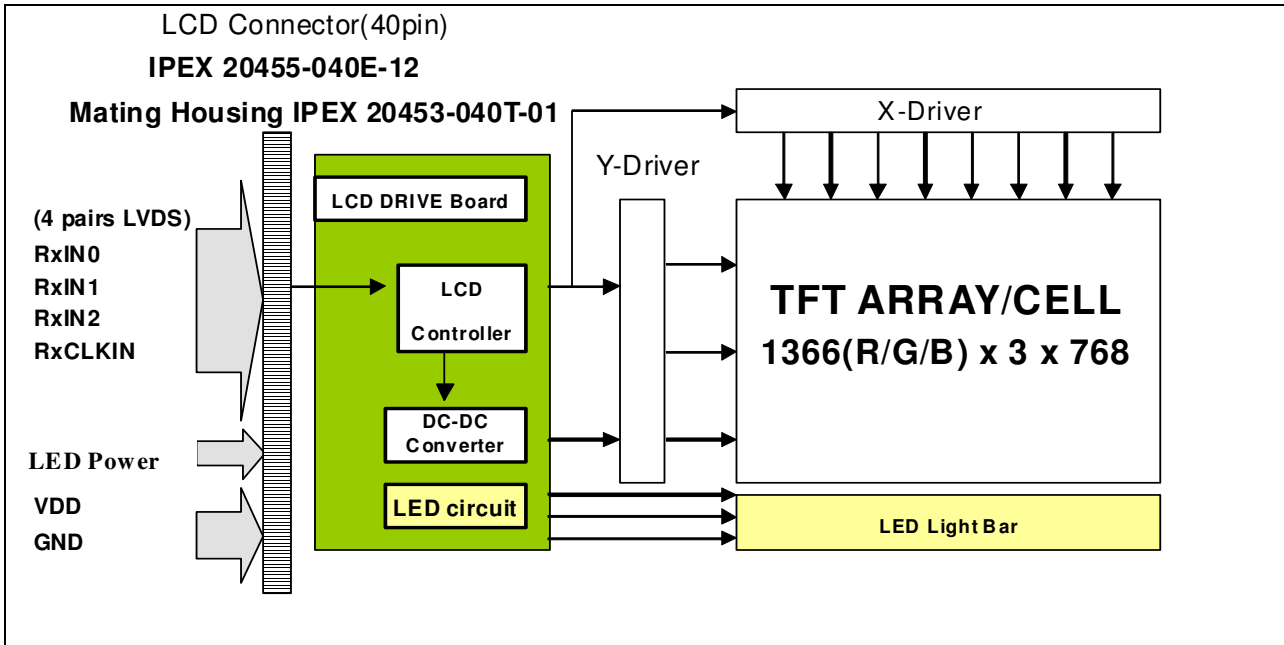 LCD Connector(40pin)
IPEX 20455-040E-12
Mating Housing IPEX 20453-040T-01
X-Driver
Y-Driver
LCD DRIVE Board
(4 pairs LVDS)
RxIN0
RxIN1
RxIN2
RxCLKIN
LCD
Controller
TFT ARRAY/CELL
1366(R/G/B) x 3 x 768
DC-DC
Converter
LED Power
VDD
GND
LED circuit
LED Light Bar